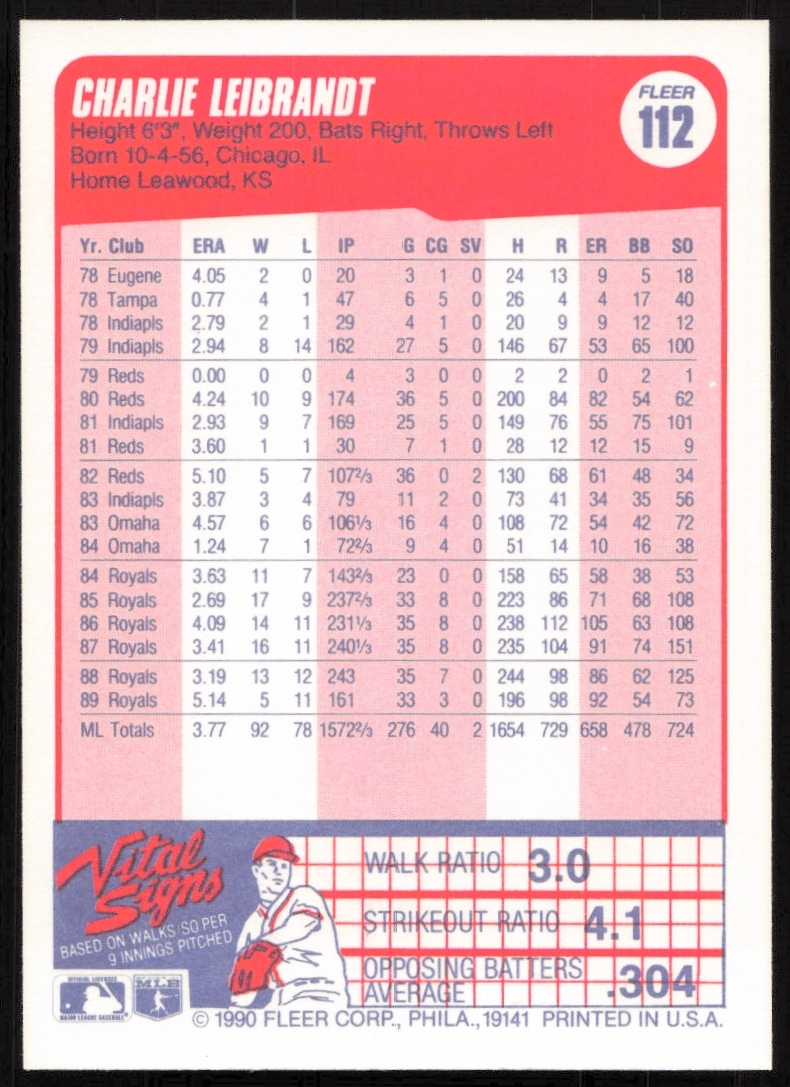 CHARLIE LEIBRANDT
FLEER
112
Height 6'3", Weight 200, Bats Right, Throws Left
Born 10-4-56, Chicago, IL
Home Leawood, KS
Yr. Club ERA W L IP G CG SV H R ER BB SO
78 Eugene 4.05 2 0 20 3 1 0 24 13 9 5 18
78 Tampa 0.77 4 1 47 6 5 0 26 4 4 17 40
78 Indiapls 2.79 2 1 29 4 1 0 20 9 9 12 12
79 Indiapls 2.94 8 14 162 27 5 0 146 67 53 65 100
79 Reds 0.00 0 0 4 3 0 0 2 2 0 2 1
80 Reds 4.24 10 9 174 36 5 0 200 84 82 54 62
81 Indiapls 2.93 9 7 169 25 5 0 149 76 55 75 101
81 Reds 3.60 1 1 30 7 1 0 28 12 12 15 9
82 Reds 5.10 5 7 107⅔ 36 0 2 130 68 61 48 34
83 Indiapls 3.87 3 4 79 11 2 0 73 41 34 35 56
83 Omaha 4.57 6 6 106⅓ 16 4 0 108 72 54 42 72
84 Omaha 1.24 7 1 72⅔ 9 4 0 51 14 10 16 38
84 Royals 3.63 11 7 143⅔ 23 0 0 158 65 58 38 53
85 Royals 2.69 17 9 237⅔ 33 8 0 223 86 71 68 108
86 Royals 4.09 14 11 231⅓ 35 8 0 238 112 105 63 108
87 Royals 3.41 16 11 240⅓ 35 8 0 235 104 91 74 151
88 Royals 3.19 13 12 243 35 7 0 244 98 86 62 125
89 Royals 5.14 5 11 161 33 3 0 196 98 92 54 73
ML Totals 3.77 92 78 1572⅔ 276 40 2 1654 729 658 478 724
Vital
Signs
BASED ON WALKS/SO PER
9 INNINGS PITCHED
WALK RATIO 3.0
STRIKEOUT RATIO 4.1
OPPOSING BATTERS
AVERAGE .304
OFFICIAL LICENSEE
MAJOR LEAGUE BASEBALL
MLB
© 1990 FLEER CORP., PHILA., 19141 PRINTED IN U.S.A.